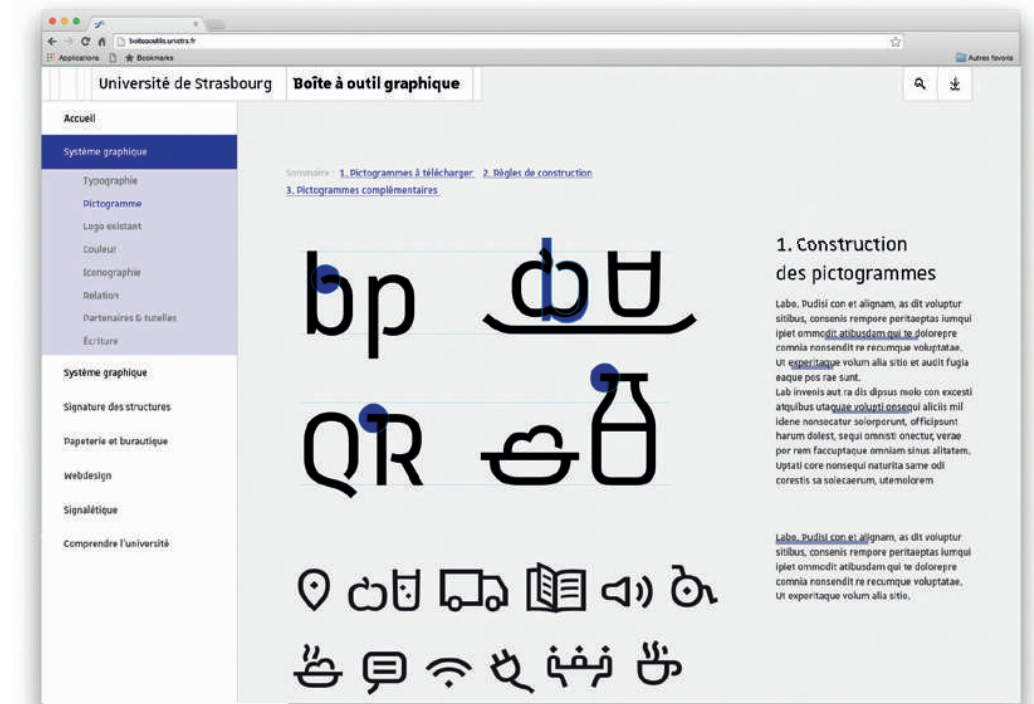 boiteaoutils.unistra.fr
Applications
Bookmarks
Autres favoris
Université de Strasbourg
Boîte à outil graphique
Accueil
Système graphique
Typographie
Pictogramme
Logo existant
Couleur
Iconographie
Relation
Partenaires & tutelles
Écriture
Système graphique
Signature des structures
Papeterie et burautique
Webdesign
Signalétique
Comprendre l'université
Sommaire : 1. Pictogrammes à télécharger 2. Règles de construction
3. Pictogrammes complémentaires
bp
QR
1. Construction
des pictogrammes
Labo. Pudisi con et alignam, as dit voluptur
sitibus, consenis rempore peritaeptas iumqui
ipiet ommodit atibusdam qui te dolorepre
comnia nonsendit re recumque voluptatae.
Ut experitaque volum alia sitio et audit fugia
eaque pos rae sunt.
Lab invenis aut ra dis dipsus molo con excesti
atquibus utaquae volupti onsequi aliciis mil
idene nonsecatur solorporunt, officipsunt
harum dolest, sequi omnisti onectur, verae
por rem faccuptaque omniam sinus alitatem.
Uptati core nonsequi naturita same odi
corestis sa solecaerum, utemolorem
Labo. Pudisi con et alignam, as dit voluptur
sitibus, consenis rempore peritaeptas iumqui
ipiet ommodit atibusdam qui te dolorepre
comnia nonsendit re recumque voluptatae.
Ut experitaque volum alia sitio.